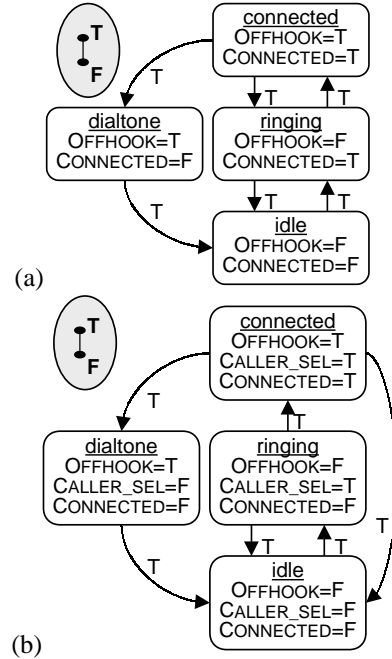 T
F
connected
OFFHOOK=T
CONNECTED=T
T
T
T
dialtone
OFFHOOK=T
CONNECTED=F
ringing
OFFHOOK=F
CONNECTED=T
T
T
T
idle
OFFHOOK=F
CONNECTED=F
(a)
T
F
connected
OFFHOOK=T
CALLER_SEL=T
CONNECTED=T
T
T
dialtone
OFFHOOK=T
CALLER_SEL=F
CONNECTED=F
ringing
OFFHOOK=F
CALLER_SEL=T
CONNECTED=F
T
T
T
T
idle
OFFHOOK=F
CALLER_SEL=F
CONNECTED=F
(b)